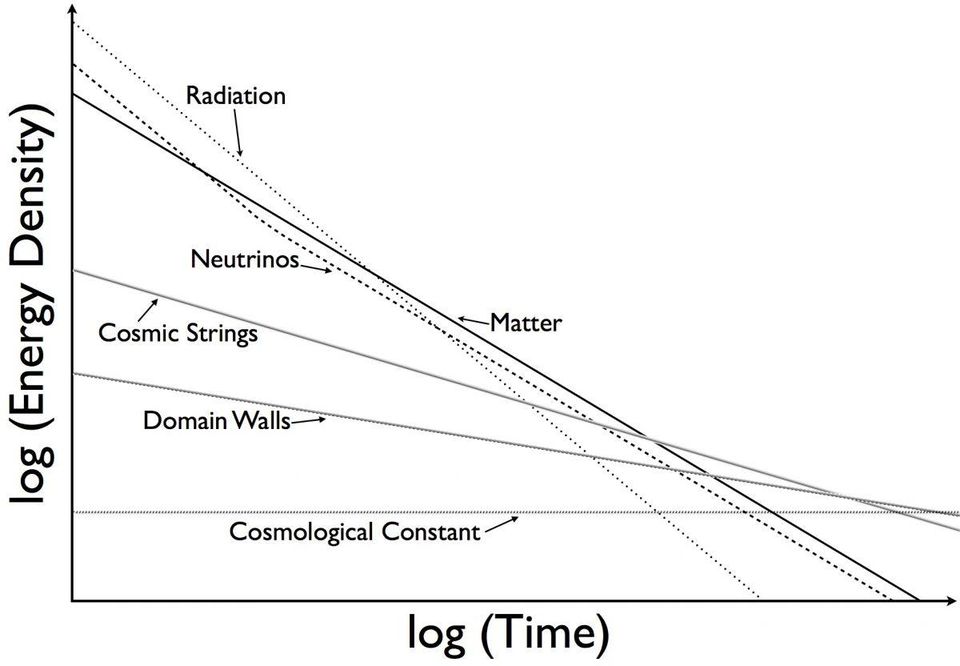 log (Energy Density)
Radiation
Neutrinos
Matter
Cosmic Strings
Domain Walls
Cosmological Constant
log (Time)